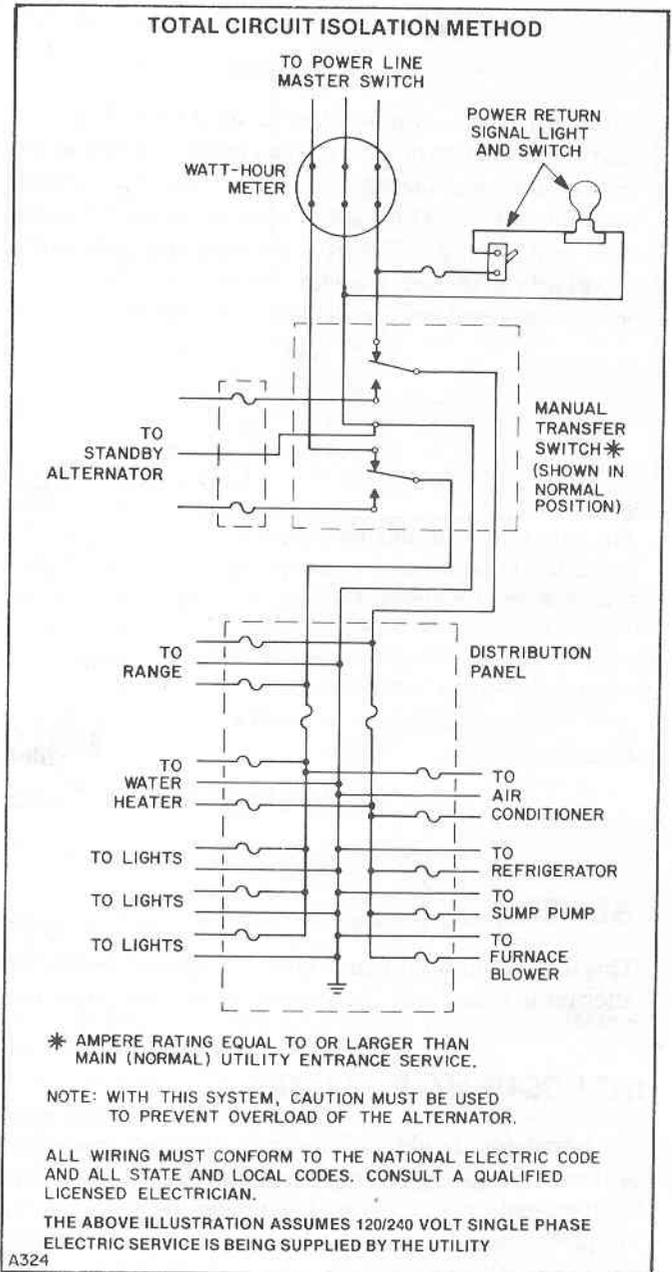 TOTAL CIRCUIT ISOLATION METHOD
TO POWER LINE
MASTER SWITCH
POWER RETURN
SIGNAL LIGHT
AND SWITCH
WATT-HOUR
METER
MANUAL
TRANSFER
SWITCH*
(SHOWN IN
NORMAL
POSITION)
TO
STANDBY
ALTERNATOR
DISTRIBUTION
PANEL
TO
RANGE
TO
WATER
HEATER
TO
AIR
CONDITIONER
TO LIGHTS
TO
REFRIGERATOR
TO LIGHTS
TO
SUMP PUMP
TO LIGHTS
TO
FURNACE
BLOWER
* AMPERE RATING EQUAL TO OR LARGER THAN
MAIN (NORMAL) UTILITY ENTRANCE SERVICE.
NOTE: WITH THIS SYSTEM, CAUTION MUST BE USED
TO PREVENT OVERLOAD OF THE ALTERNATOR.
ALL WIRING MUST CONFORM TO THE NATIONAL ELECTRIC CODE
AND ALL STATE AND LOCAL CODES. CONSULT A QUALIFIED
LICENSED ELECTRICIAN.
THE ABOVE ILLUSTRATION ASSUMES 120/240 VOLT SINGLE PHASE
ELECTRIC SERVICE IS BEING SUPPLIED BY THE UTILITY
A324